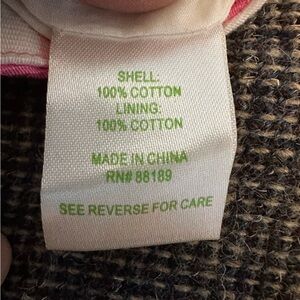 SHELL:
100% COTTON
LINING:
100% COTTON
MADE IN CHINA
RN# 88189
SEE REVERSE FOR CARE